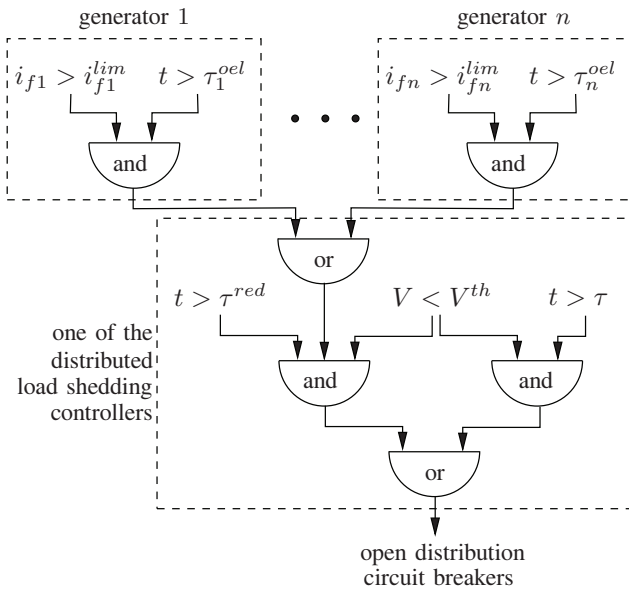 generator 1
generator n
i_{f1} > i_{f1}^{lim} t > τ_1^{oel}
i_{fn} > i_{fn}^{lim} t > τ_n^{oel}
and
and
or
t > τ^{red} V < V^{th} t > τ
one of the
distributed
load shedding
controllers
and
and
or
open distribution
circuit breakers